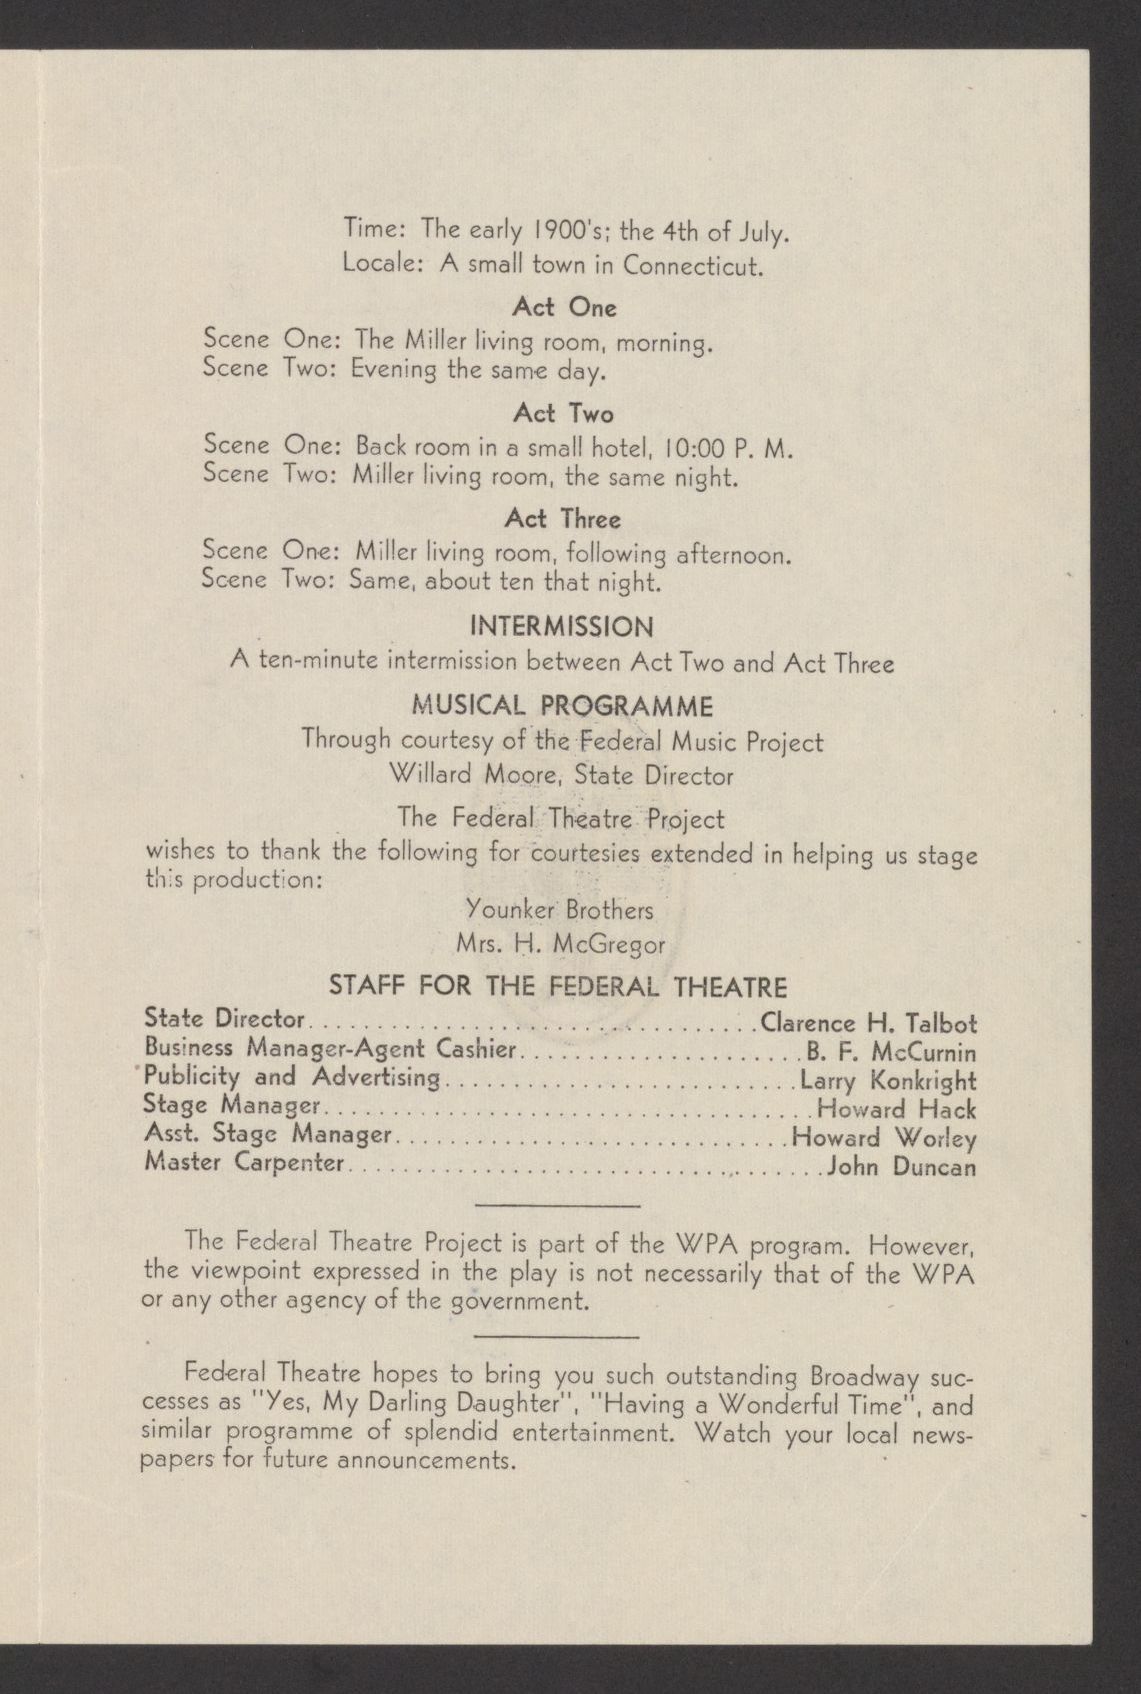 Time: The early 1900's; the 4th of July.
Locale: A small town in Connecticut.
Act One
Scene One: The Miller living room, morning.
Scene Two: Evening the same day.
Act Two
Scene One: Back room in a small hotel, 10:00 P. M.
Scene Two: Miller living room, the same night.
Act Three
Scene One: Miller living room, following afternoon.
Scene Two: Same, about ten that night.
INTERMISSION
A ten-minute intermission between Act Two and Act Three
MUSICAL PROGRAMME
Through courtesy of the Federal Music Project
Willard Moore, State Director
The Federal Theatre Project
wishes to thank the following for courtesies extended in helping us stage
this production:
Younker Brothers
Mrs. H. McGregor
STAFF FOR THE FEDERAL THEATRE
State Director. . . . . . . . . . . . . . . . . . . . . . . . . . . . . . . . . .Clarence H. Talbot
Business Manager-Agent Cashier. . . . . . . . . . . . . . . . . . . . .B. F. McCurnin
Publicity and Advertising. . . . . . . . . . . . . . . . . . . . . . . . . .Larry Konkright
Stage Manager. . . . . . . . . . . . . . . . . . . . . . . . . . . . . . . . . . . .Howard Hack
Asst. Stage Manager. . . . . . . . . . . . . . . . . . . . . . . . . . . . .Howard Worley
Master Carpenter. . . . . . . . . . . . . . . . . . . . . . . . . . . . . . . . . . .John Duncan
The Federal Theatre Project is part of the WPA program. However,
the viewpoint expressed in the play is not necessarily that of the WPA
or any other agency of the government.
Federal Theatre hopes to bring you such outstanding Broadway suc-
cesses as "Yes, My Darling Daughter", "Having a Wonderful Time", and
similar programme of splendid entertainment. Watch your local news-
papers for future announcements.